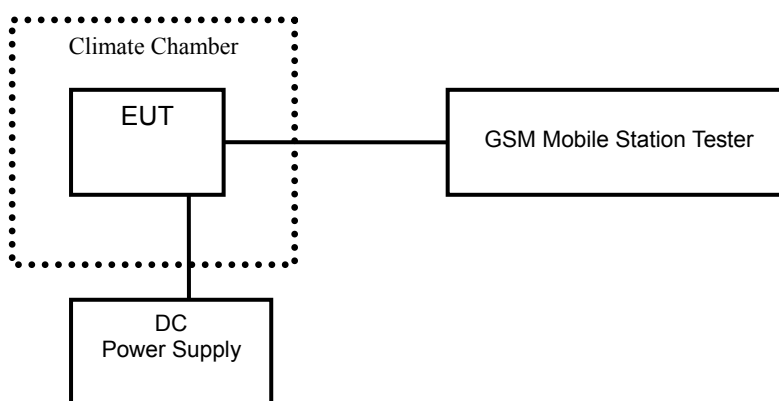 Climate Chamber
EUT
GSM Mobile Station Tester
DC
Power Supply